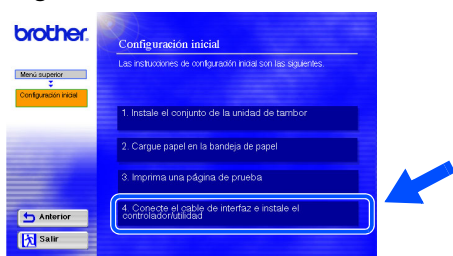 brother.
Menú superior
Configuración inicial
Configuración inicial
Las instrucciones de configuración inicial son las siguientes.
1. Instale el conjunto de la unidad de tambor
2. Cargue papel en la bandeja de papel
3. Imprima una página de prueba
4. Conecte el cable de interfaz e instale el
controlador/utilidad
Anterior
Salir